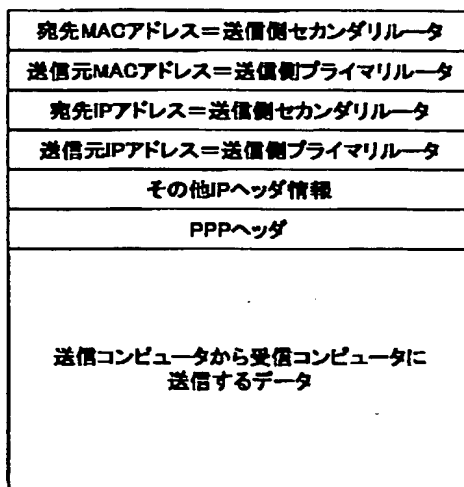 宛先MACアドレス=送信側セカンダリルータ
送信元MACアドレス=送信側プライマリルータ
宛先IPアドレス=送信側セカンダリルータ
送信元IPアドレス=送信側プライマリルータ
その他IPヘッダ情報
PPPヘッダ
送信コンピュータから受信コンピュータに
送信するデータ